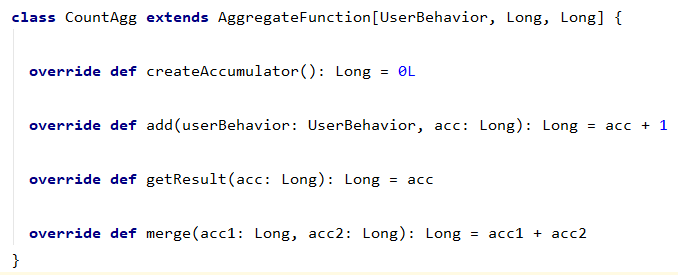 class CountAgg extends AggregateFunction[UserBehavior, Long, Long] {
override def createAccumulator(): Long = 0L
override def add(userBehavior: UserBehavior, acc: Long): Long = acc + 1
override def getResult(acc: Long): Long = acc
override def merge(acc1: Long, acc2: Long): Long = acc1 + acc2
}